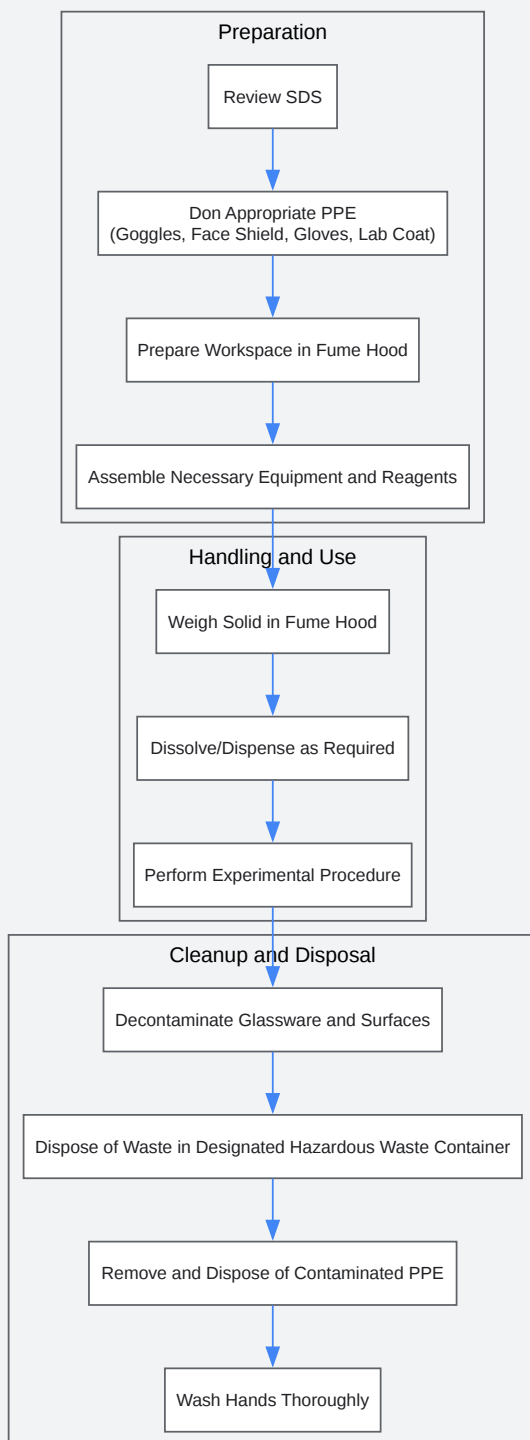 Preparation
Review SDS
Don Appropriate PPE
(Goggles, Face Shield, Gloves, Lab Coat)
Prepare Workspace in Fume Hood
Assemble Necessary Equipment and Reagents
Handling and Use
Weigh Solid in Fume Hood
Dissolve/Dispense as Required
Perform Experimental Procedure
Cleanup and Disposal
Decontaminate Glassware and Surfaces
Dispose of Waste in Designated Hazardous Waste Container
Remove and Dispose of Contaminated PPE
Wash Hands Thoroughly